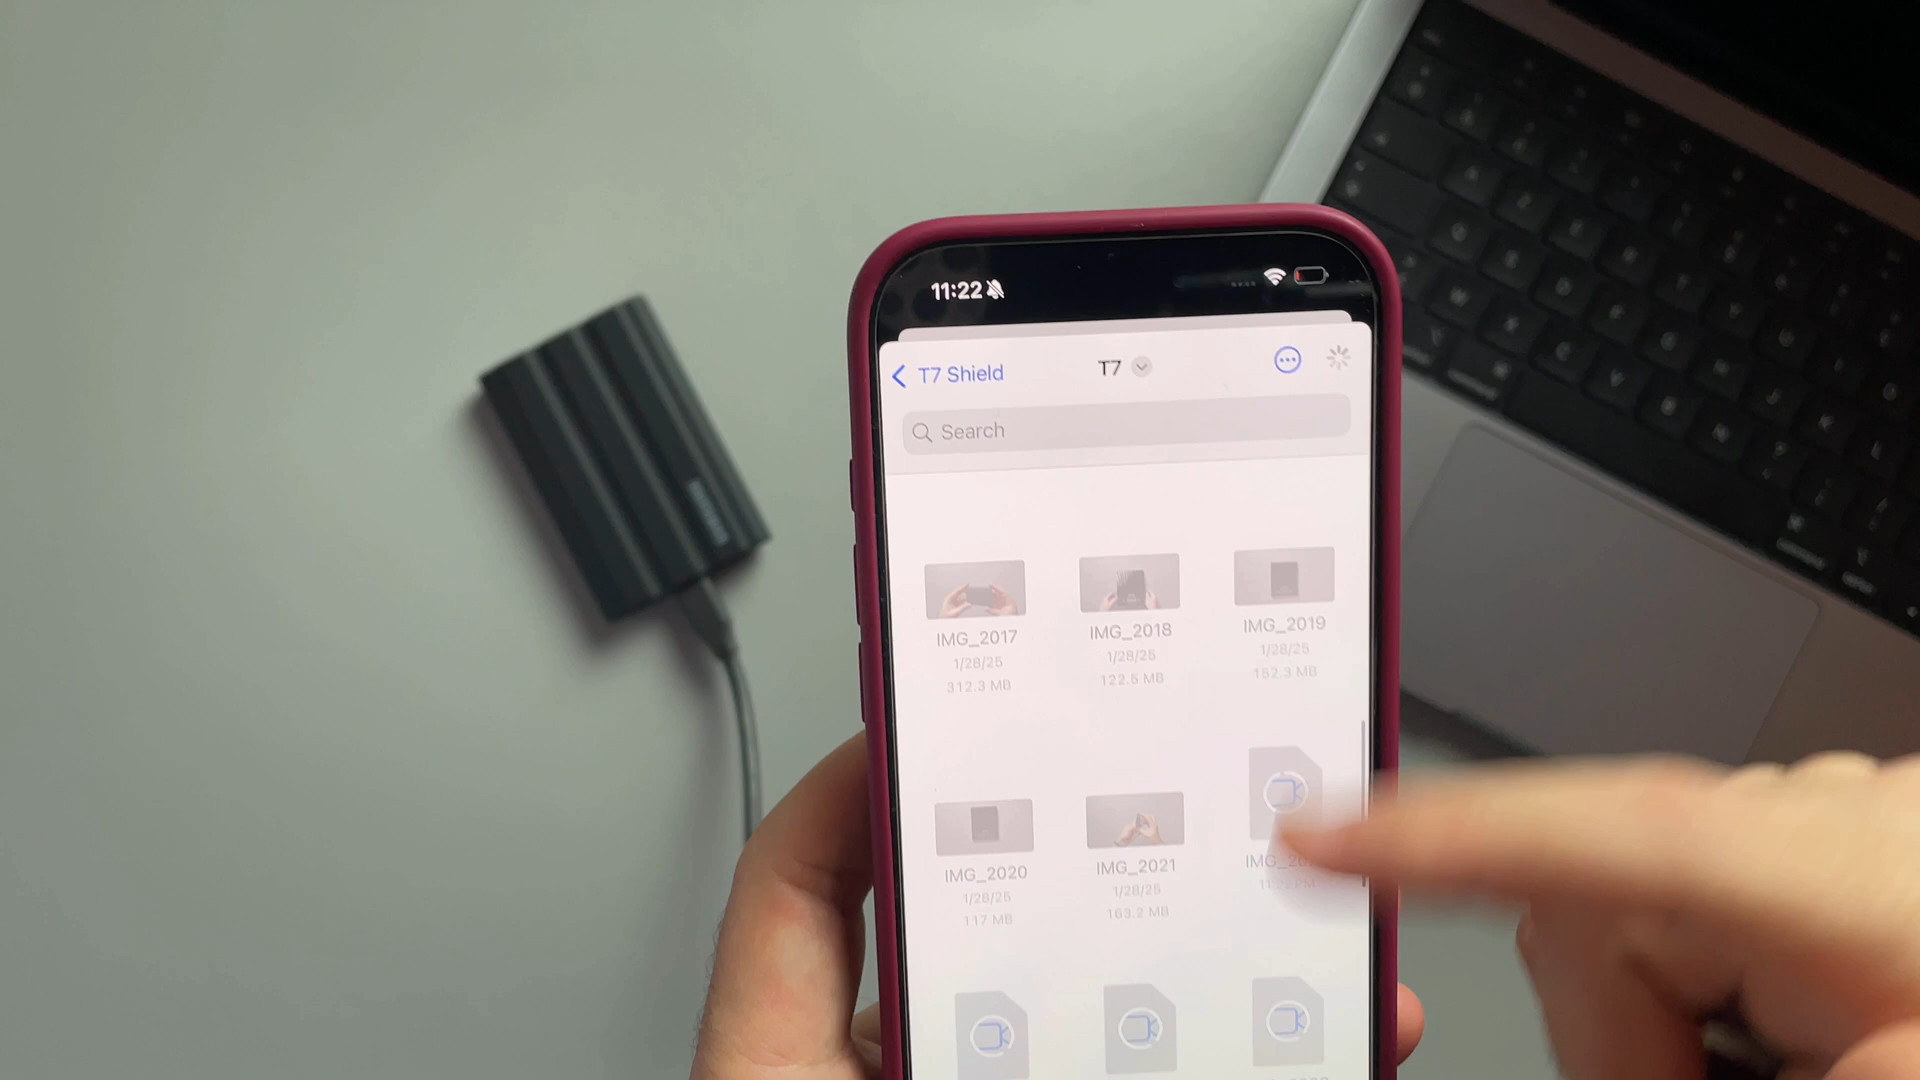 11:22
T7 Shield
T7
Search
IMG_2017
IMG_2018
IMG_2019
1/28/25
1/28/25
1/28/25
312.3 MB
122.5 MB
152.3 MB
IMG_2020
IMG_2021
1/28/25
1/28/25
117 MB
163.2 MB